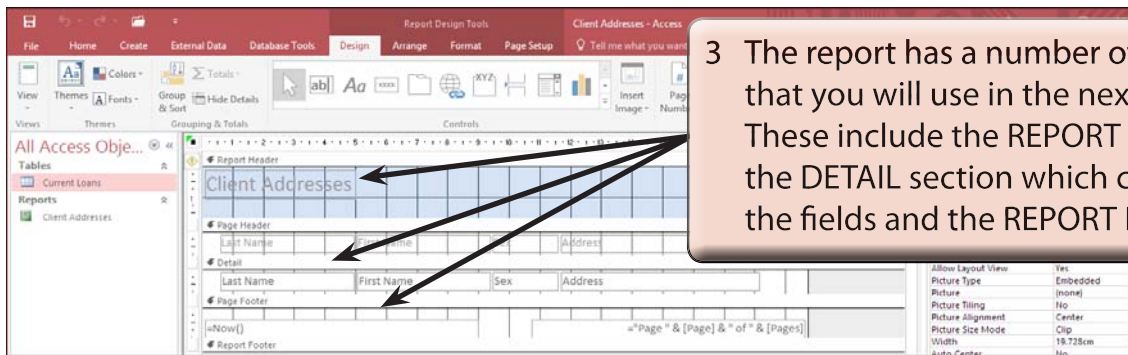 Report Design Tools
Client Addresses - Access
File Home Create External Data Database Tools Design Arrange Format Page Setup Tell me what you want
View Themes Colors Fonts Group & Sort Totals Hide Details ab| Aa xxxx XYZ Insert Image Page
Views Themes Grouping & Totals Controls
All Access Obje...
Tables
Current Loans
Reports
Client Addresses
Report Header
Client Addresses
Page Header
Last Name First Name Sex Address
Detail
Last Name First Name Sex Address
Page Footer
=Now() ="Page " & [Page] & " of " & [Pages]
Report Footer
3 The report has a number
that you will use in the
These include the REPORT
the DETAIL section which
the fields and the REPORT
Allow Layout View Yes
Picture Type Embedded
Picture (none)
Picture Tiling No
Picture Alignment Center
Picture Size Mode Clip
Width 19.728cm
Auto Center No